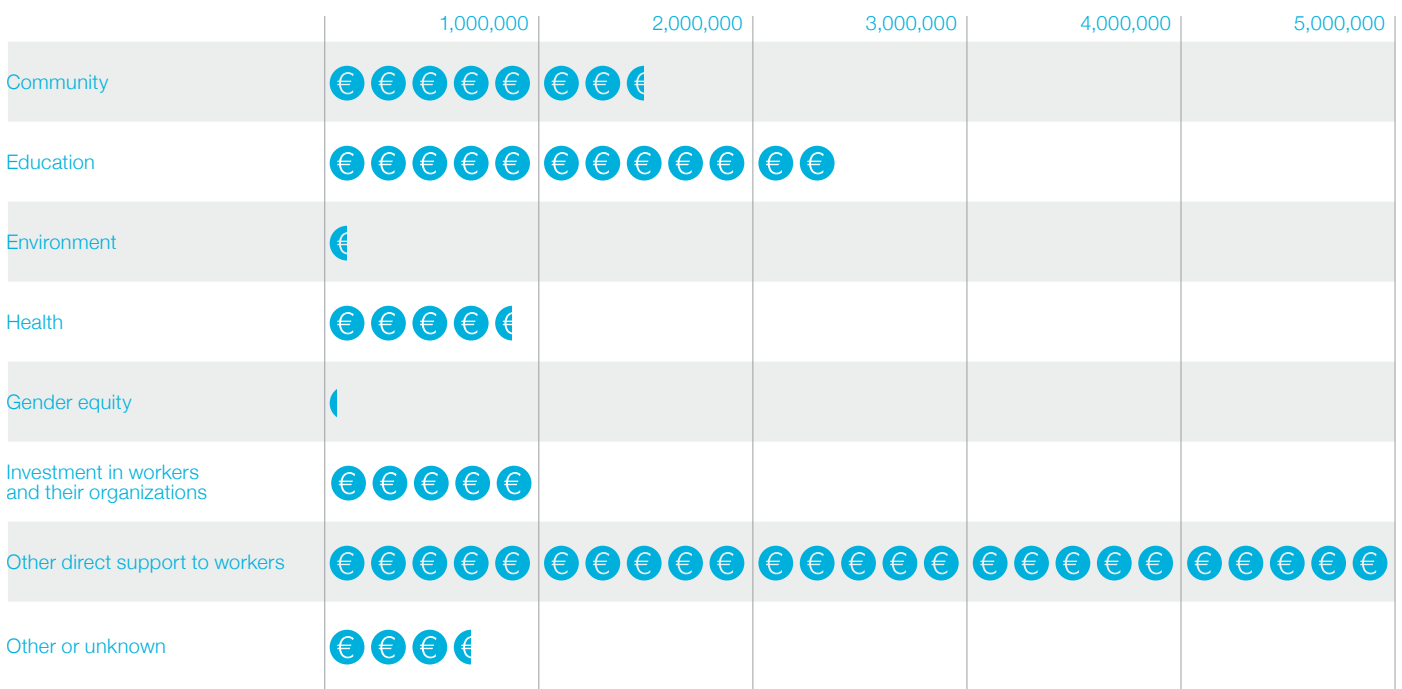 1,000,000 2,000,000 3,000,000 4,000,000 5,000,000
Community € € € € € € € €
Education € € € € € € € € € € € €
Environment €
Health € € € € €
Gender equity
Investment in workers
and their organizations € € € € €
Other direct support to workers € € € € € € € € € € € € € € € € € € € € € € € € €
Other or unknown € € € €